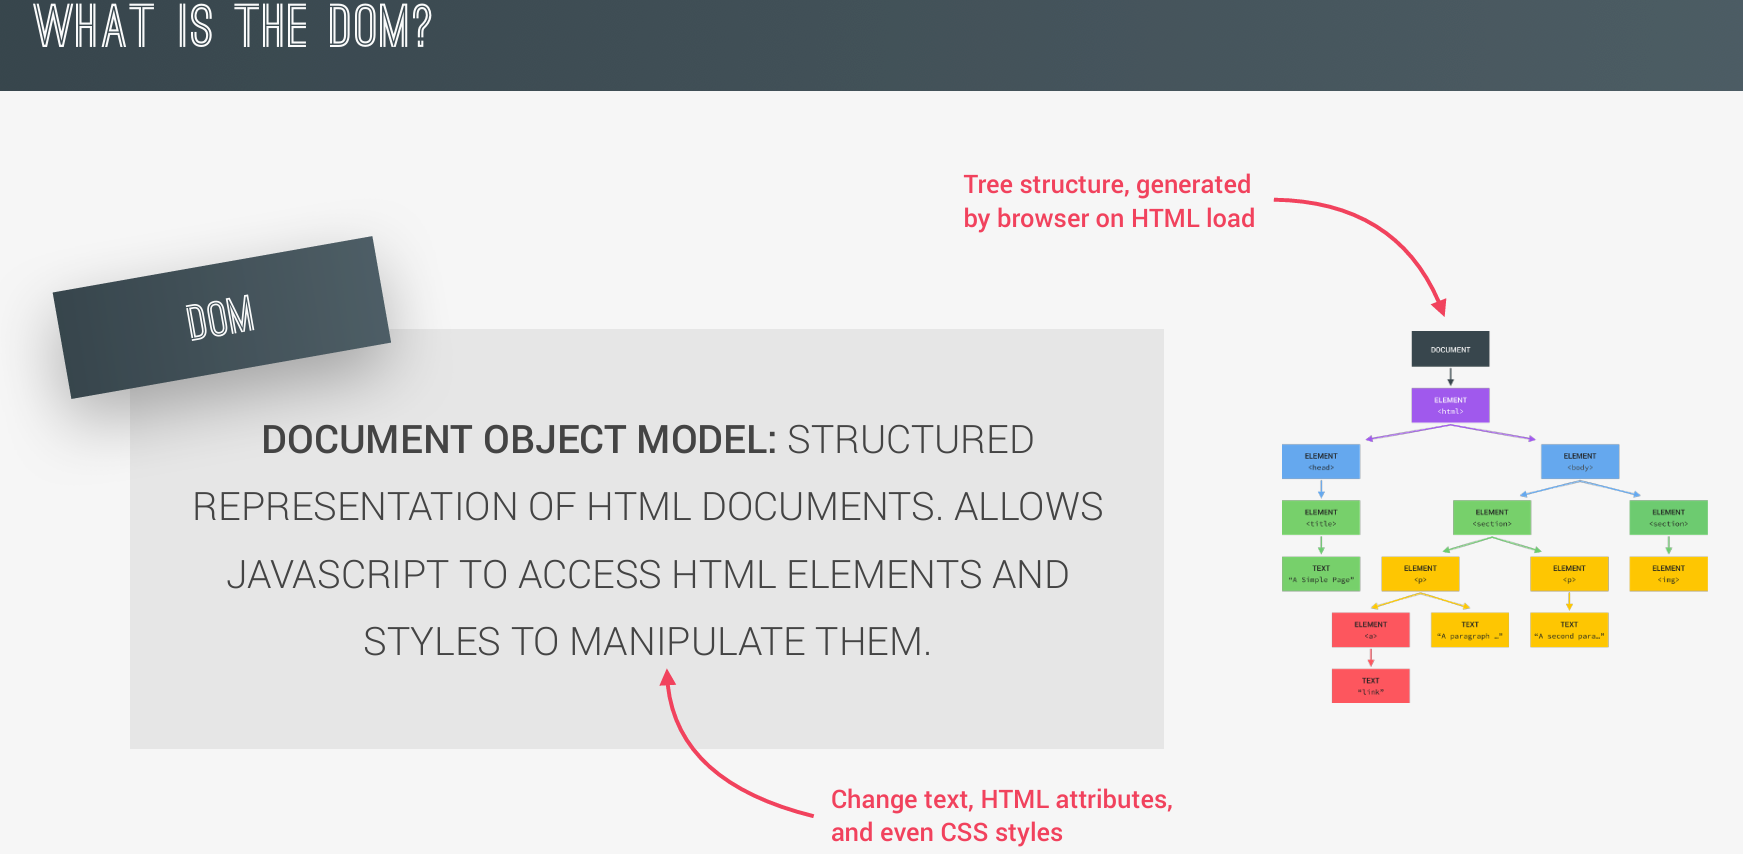 WHAT IS THE DOM?
Tree structure, generated
by browser on HTML load
DOM
DOCUMENT OBJECT MODEL: STRUCTURED
REPRESENTATION OF HTML DOCUMENTS. ALLOWS
JAVASCRIPT TO ACCESS HTML ELEMENTS AND
STYLES TO MANIPULATE THEM.
Change text, HTML attributes,
and even CSS styles
DOCUMENT
ELEMENT
<html>
ELEMENT
<head>
ELEMENT
<body>
ELEMENT
<title>
ELEMENT
<section>
ELEMENT
<section>
TEXT
“A Simple Page”
ELEMENT
<p>
ELEMENT
<p>
ELEMENT
<img>
ELEMENT
<a>
TEXT
“A paragraph …”
TEXT
“A second para…”
TEXT
“link”